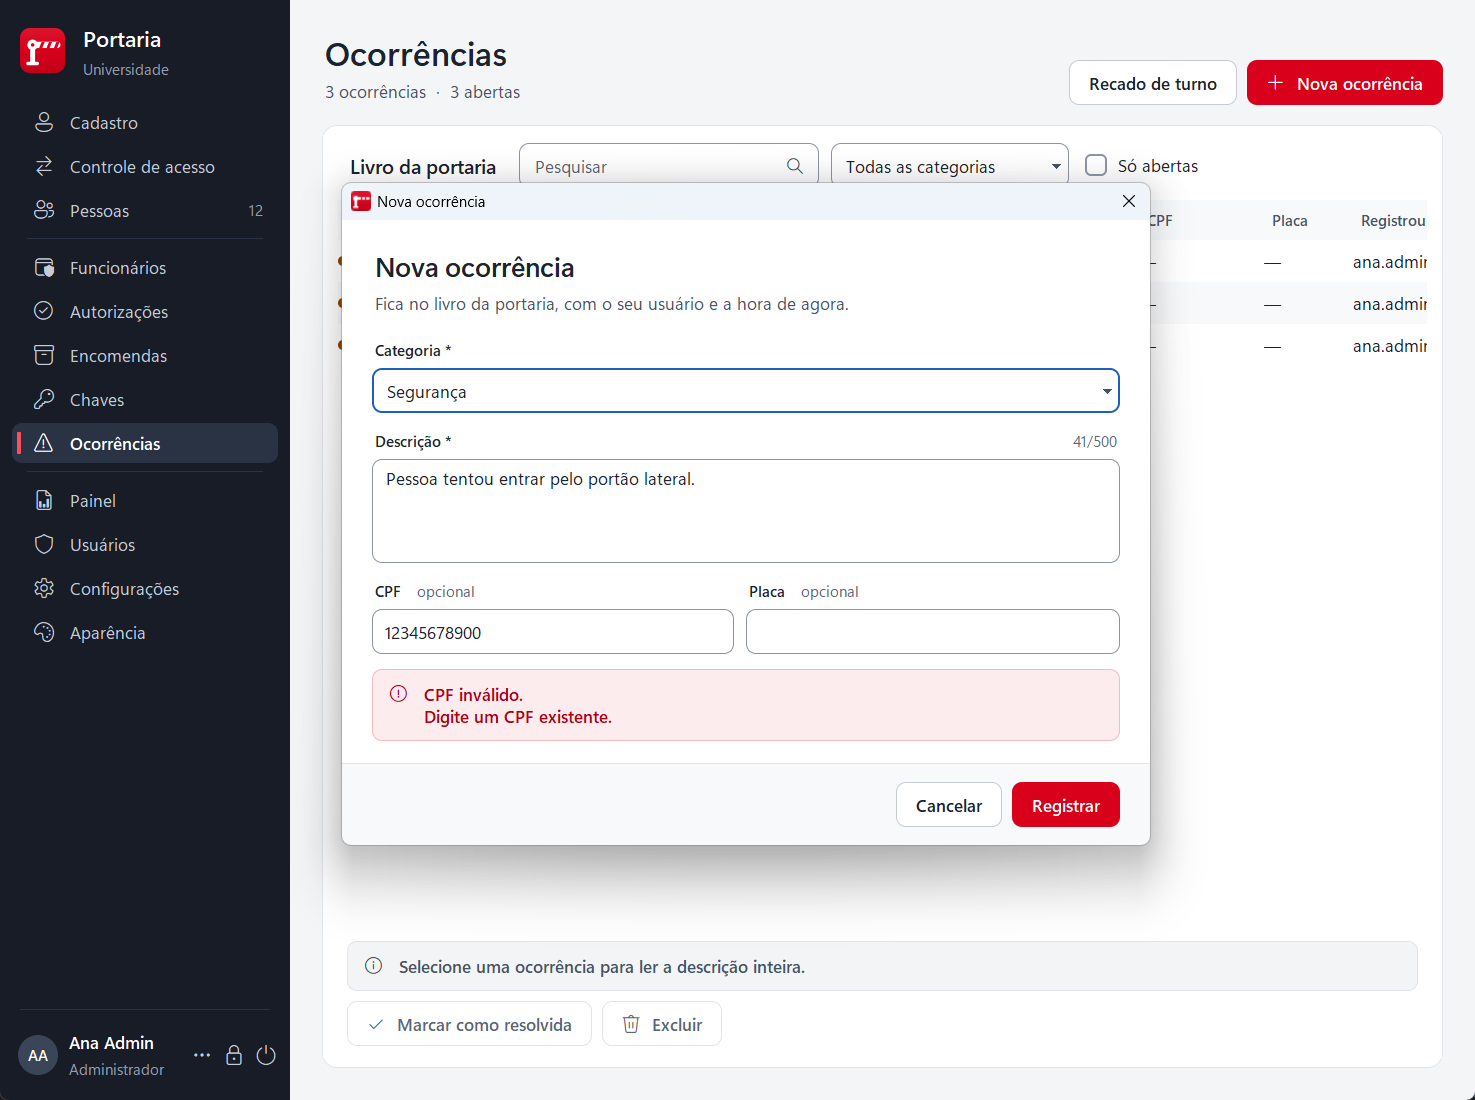 Portaria
Universidade
Cadastro
Controle de acesso
Pessoas 12
Funcionários
Autorizações
Encomendas
Chaves
Ocorrências
Painel
Usuários
Configurações
Aparência
AA
Ana Admin
Administrador
Ocorrências
3 ocorrências · 3 abertas
Recado de turno
Nova ocorrência
Livro da portaria
Pesquisar
Todas as categorias
Só abertas
CPF Placa Registrou
— — ana.admin
— — ana.admin
— — ana.admin
Nova ocorrência
Nova ocorrência
Fica no livro da portaria, com o seu usuário e a hora de agora.
Categoria *
Segurança
Descrição * 41/500
Pessoa tentou entrar pelo portão lateral.
CPF opcional Placa opcional
12345678900
CPF inválido.
Digite um CPF existente.
Cancelar Registrar
Selecione uma ocorrência para ler a descrição inteira.
Marcar como resolvida Excluir